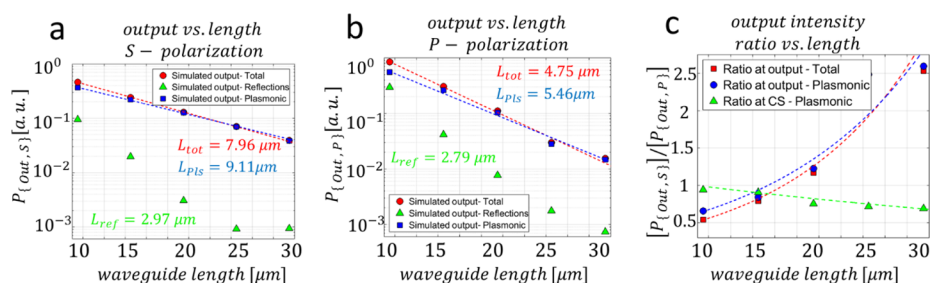 a
output vs. length
S − polarization
P{Out,S}[a.u.]
10⁰
10⁻¹
10⁻²
10⁻³
Simulated output- Total
Simulated output- Reflections
Simulated output- Plasmonic
L_tot = 7.96 μm
L_Pls = 9.11μm
L_ref = 2.97 μm
10 15 20 25 30
waveguide length [μm]
b
output vs. length
P − polarization
P{Out,P}[a.u.]
10⁰
10⁻¹
10⁻²
10⁻³
L_tot = 4.75 μm
L_Pls = 5.46μm
L_ref = 2.79 μm
Simulated output- Total
Simulated output- Reflections
Simulated output- Plasmonic
10 15 20 25 30
waveguide length [μm]
c
output intensity
ratio vs. length
[P{Out,S}]/[P{Out,P}]
2.5
2
1.5
1
0.5
Ratio at output - Total
Ratio at output - Plasmonic
Ratio at CS - Plasmonic
10 15 20 25 30
waveguide length [μm]